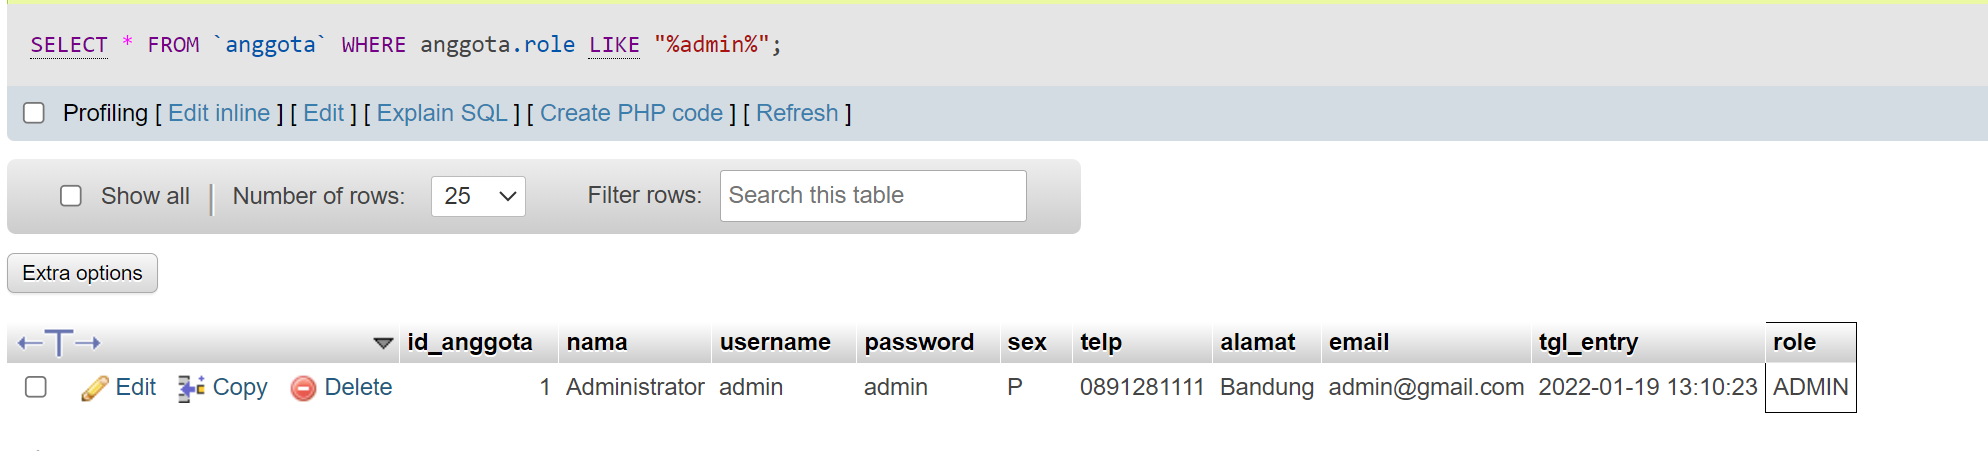 SELECT * FROM `anggota` WHERE anggota.role LIKE "%admin%";
Profiling [ Edit inline ] [ Edit ] [ Explain SQL ] [ Create PHP code ] [ Refresh ]
Show all | Number of rows: 25 Filter rows: Search this table
Extra options
←T→ id_anggota nama username password sex telp alamat email tgl_entry role
Edit Copy Delete 1 Administrator admin admin P 0891281111 Bandung admin@gmail.com 2022-01-19 13:10:23 ADMIN